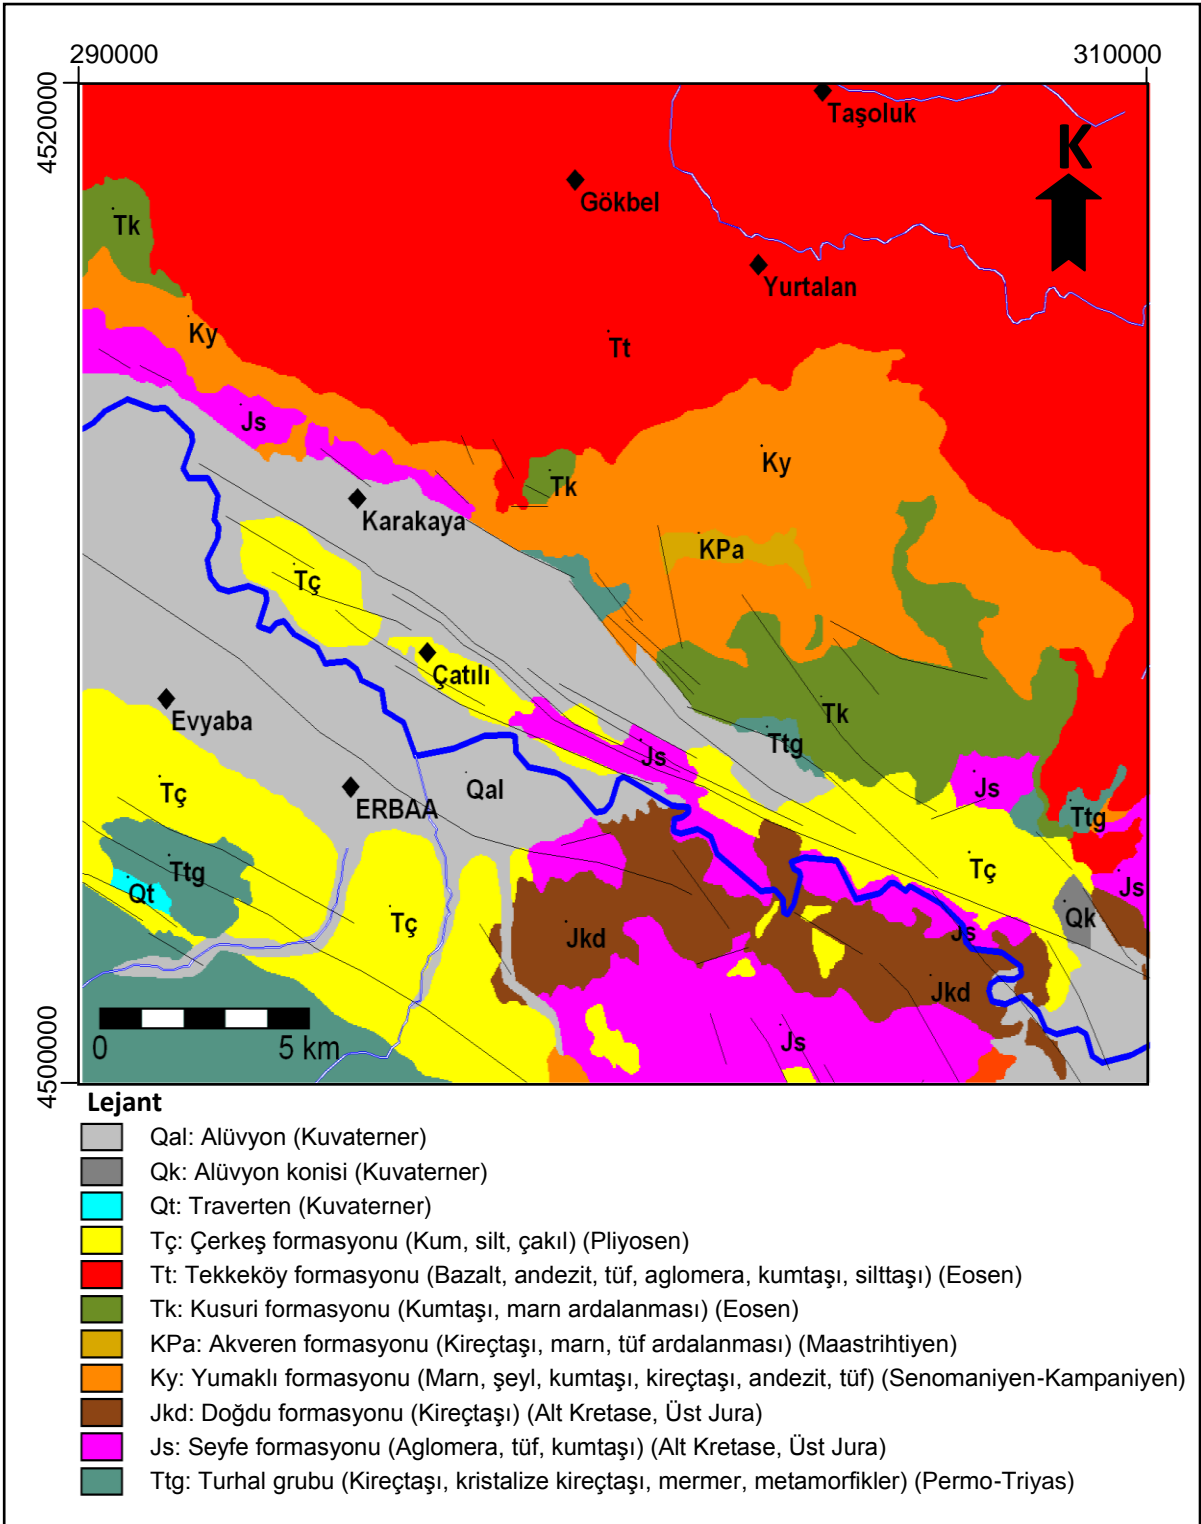 290000
310000
4520000
Taşoluk
K
Gökbel
Tk
Yurtalan
Ky
Tt
Js
Ky
Tk
Karakaya
KPa
Tç
Çatılı
Evyaba
Tk
Ttg
Js
Tç
Qal
Js
ERBAA
Ttg
Ttg
Tç
Js
Qt
Tç
Qk
Jkd
Js
Jkd
Js
0
5 km
4500000
Lejant
Qal: Alüvyon (Kuvaterner)
Qk: Alüvyon konisi (Kuvaterner)
Qt: Traverten (Kuvaterner)
Tç: Çerkeş formasyonu (Kum, silt, çakıl) (Pliyosen)
Tt: Tekkeköy formasyonu (Bazalt, andezit, tüf, aglomera, kumtaşı, silttaşı) (Eosen)
Tk: Kusuri formasyonu (Kumtaşı, marn ardalanması) (Eosen)
KPa: Akveren formasyonu (Kireçtaşı, marn, tüf ardalanması) (Maastrihtiyen)
Ky: Yumaklı formasyonu (Marn, şeyl, kumtaşı, kireçtaşı, andezit, tüf) (Senomaniyen-Kampaniyen)
Jkd: Doğdu formasyonu (Kireçtaşı) (Alt Kretase, Üst Jura)
Js: Seyfe formasyonu (Aglomera, tüf, kumtaşı) (Alt Kretase, Üst Jura)
Ttg: Turhal grubu (Kireçtaşı, kristalize kireçtaşı, mermer, metamorfikler) (Permo-Triyas)